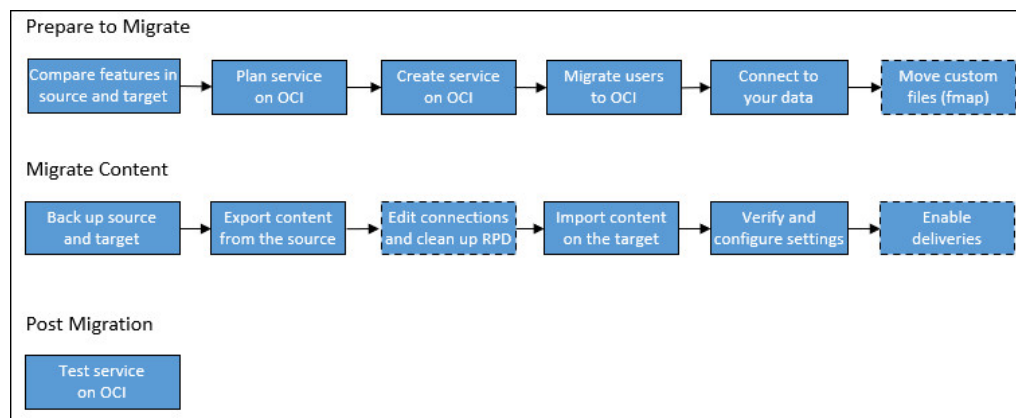 Prepare to Migrate
Compare features in
source and target
Plan service
on OCI
Create service
on OCI
Migrate users
to OCI
Connect to
your data
Move custom
files (fmap)
Migrate Content
Back up source
and target
Export content
from the source
Edit connections
and clean up RPD
Import content
on the target
Verify and
configure settings
Enable
deliveries
Post Migration
Test service
on OCI